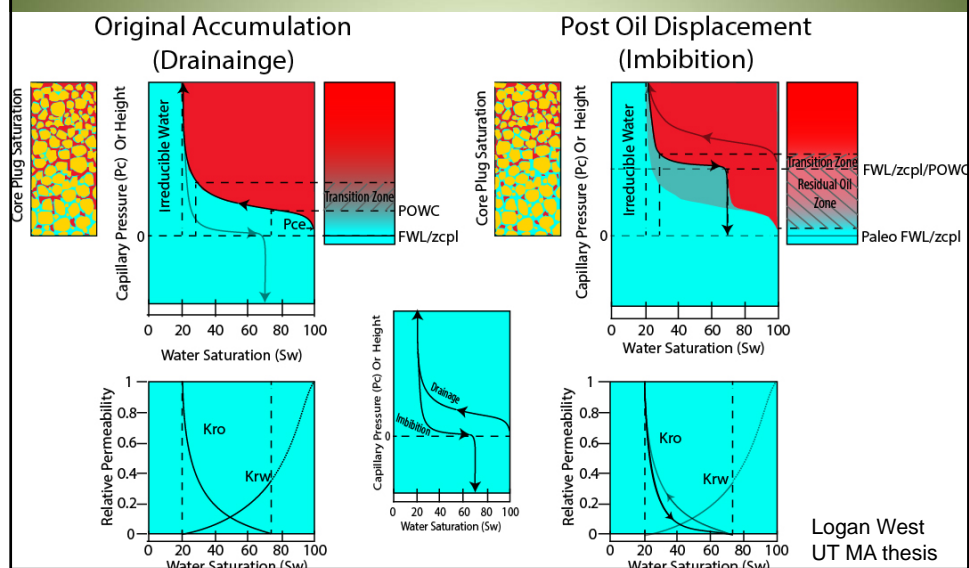 Original Accumulation
(Drainainge)
Core Plug Saturation
Capillary Pressure (Pc) Or Height
Irreducible Water
Pce
0
0 20 40 60 80 100
Water Saturation (Sw)
Transition Zone
POWC
FWL/zcpl
Relative Permeability
1
0.8
0.6
0.4
0.2
0
Kro
Krw
0 20 40 60 80 100
Water Saturation (Sw)
Capillary Pressure (Pc) Or Height
0
Drainage
Imbibition
0 20 40 60 80 100
Water Saturation (Sw)
Post Oil Displacement
(Imbibition)
Core Plug Saturation
Capillary Pressure (Pc) Or Height
Irreducible Water
0
0 20 40 60 80 100
Water Saturation (Sw)
Transition Zone
Residual Oil
Zone
FWL/zcpl/POWC
Paleo FWL/zcpl
Relative Permeability
1
0.8
0.6
0.4
0.2
0
Kro
Krw
0 20 40 60 80 100
Water Saturation (Sw)
Logan West
UT MA thesis